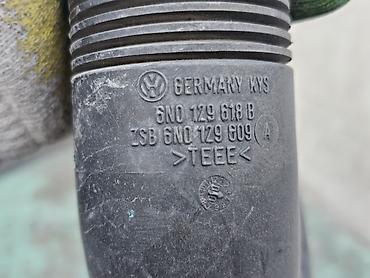 GERMANY KYS
6N0 129 618 B
ZSB 6N0 129 609 A
>TEEE<